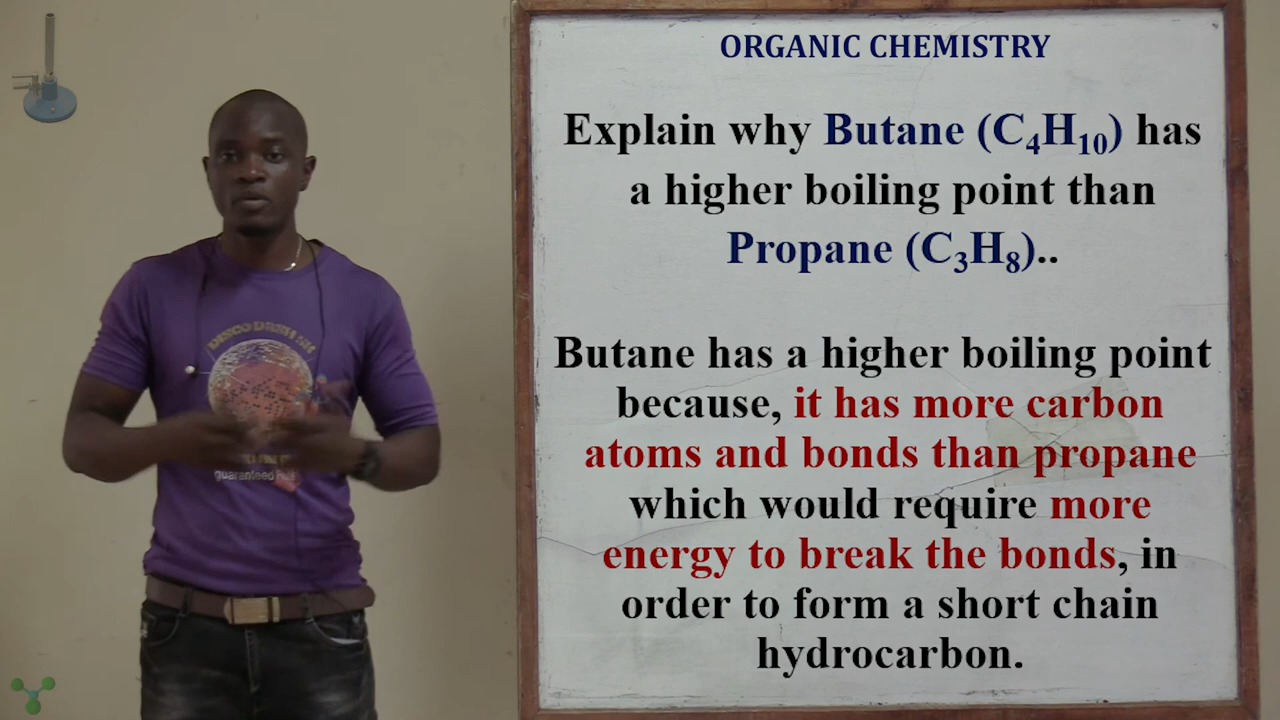 ORGANIC CHEMISTRY
Explain why Butane (C₄H₁₀) has
a higher boiling point than
Propane (C₃H₈)..
Butane has a higher boiling point
because, it has more carbon
atoms and bonds than propane
which would require more
energy to break the bonds, in
order to form a short chain
hydrocarbon.
guaranteed